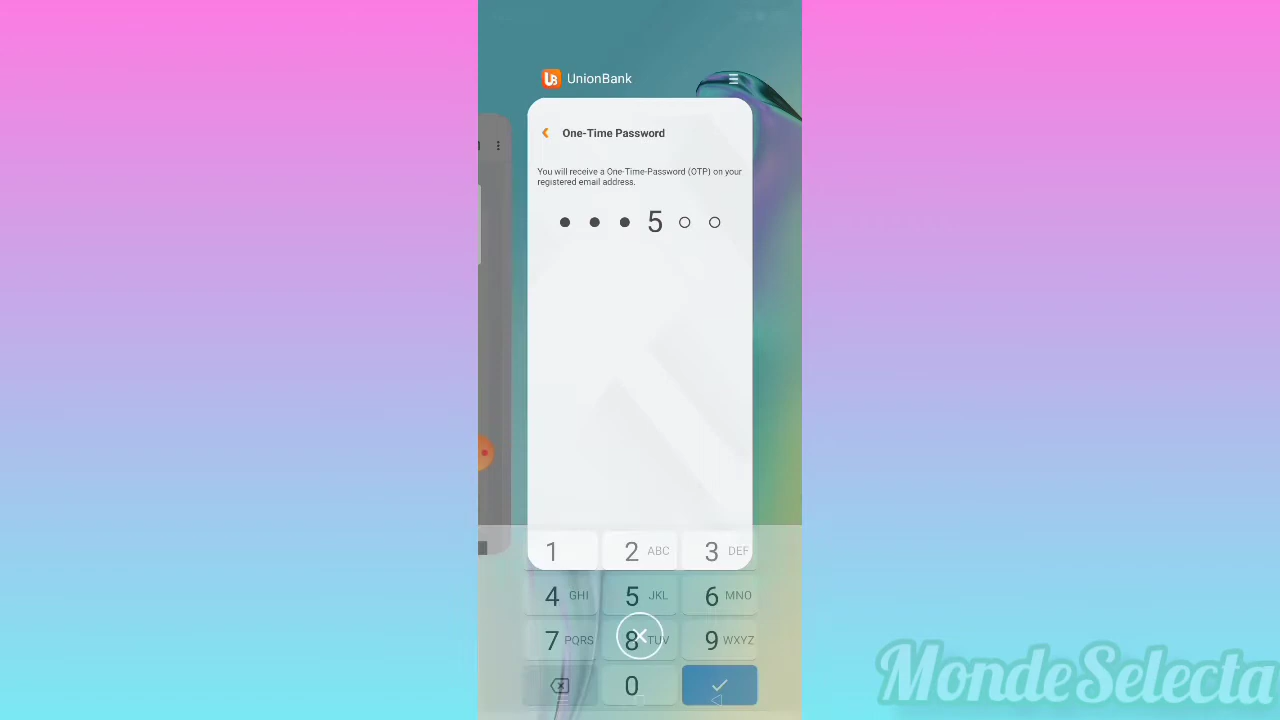 UnionBank
One-Time Password
You will receive a One-Time-Password (OTP) on your
registered email address.
5
1
2 ABC
3 DEF
4 GHI
5 JKL
6 MNO
7 PQRS
8 TUV
9 WXYZ
0
MondeSelecta